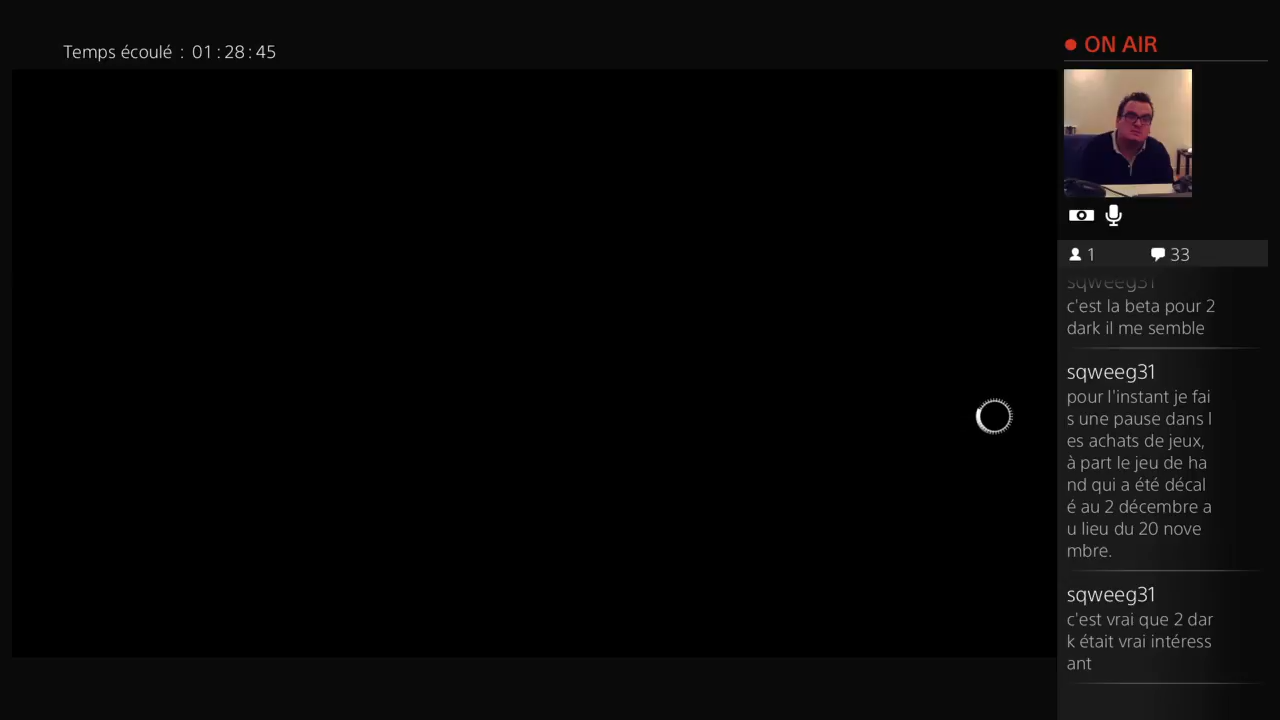 Temps écoulé : 01:28:45
ON AIR
1 33
sqweeg31
c'est la beta pour 2
dark il me semble
sqweeg31
pour l'instant je fai
s une pause dans l
es achats de jeux,
à part le jeu de ha
nd qui a été décal
é au 2 décembre a
u lieu du 20 nove
mbre.
sqweeg31
c'est vrai que 2 dar
k était vrai intéress
ant